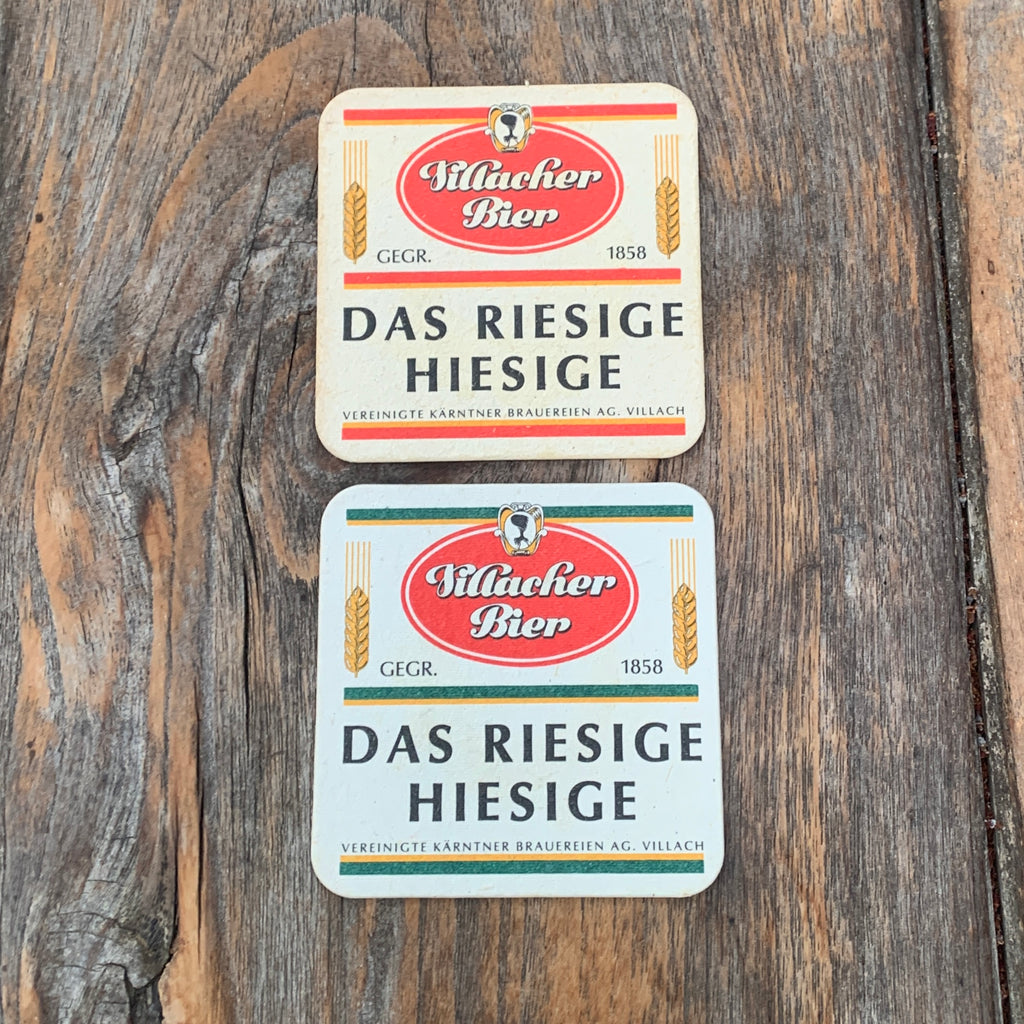 Villacher
Bier
GEGR. 1858
DAS RIESIGE
HIESIGE
VEREINIGTE KÄRNTNER BRAUEREIEN AG. VILLACH
Villacher
Bier
GEGR. 1858
DAS RIESIGE
HIESIGE
VEREINIGTE KÄRNTNER BRAUEREIEN AG. VILLACH